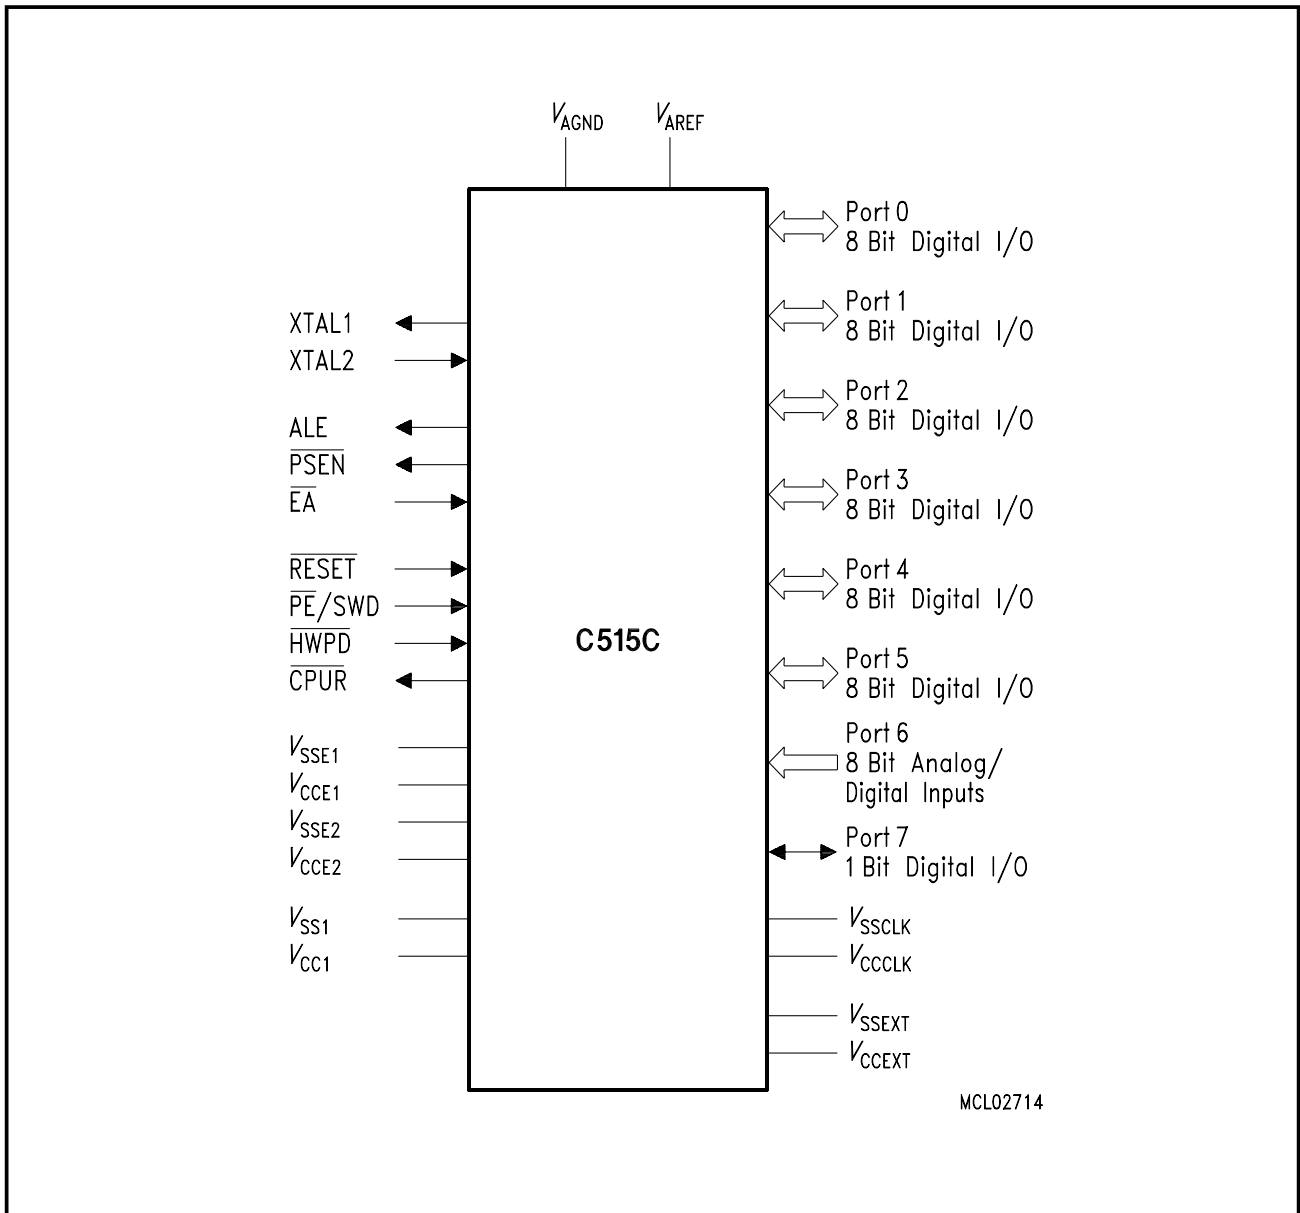 VAGND VAREF
XTAL1
XTAL2
ALE
PSEN
EA
RESET
PE/SWD
HWPD
CPUR
VSSE1
VCCE1
VSSE2
VCCE2
VSS1
VCC1
C515C
Port 0
8 Bit Digital I/O
Port 1
8 Bit Digital I/O
Port 2
8 Bit Digital I/O
Port 3
8 Bit Digital I/O
Port 4
8 Bit Digital I/O
Port 5
8 Bit Digital I/O
Port 6
8 Bit Analog/
Digital Inputs
Port 7
1 Bit Digital I/O
VSSCLK
VCCCLK
VSSEXT
VCCEXT
MCL02714